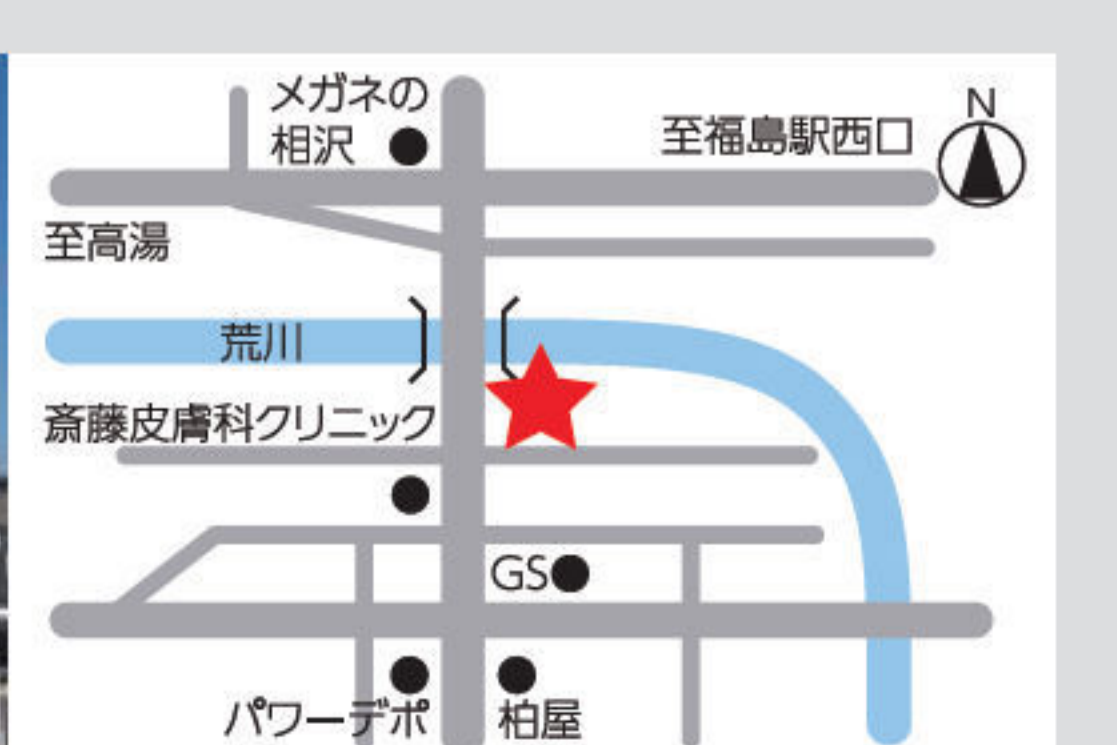 メガネの
相沢
至福島駅西口
N
至高湯
荒川
斎藤皮膚科クリニック
GS
パワーデポ
柏屋